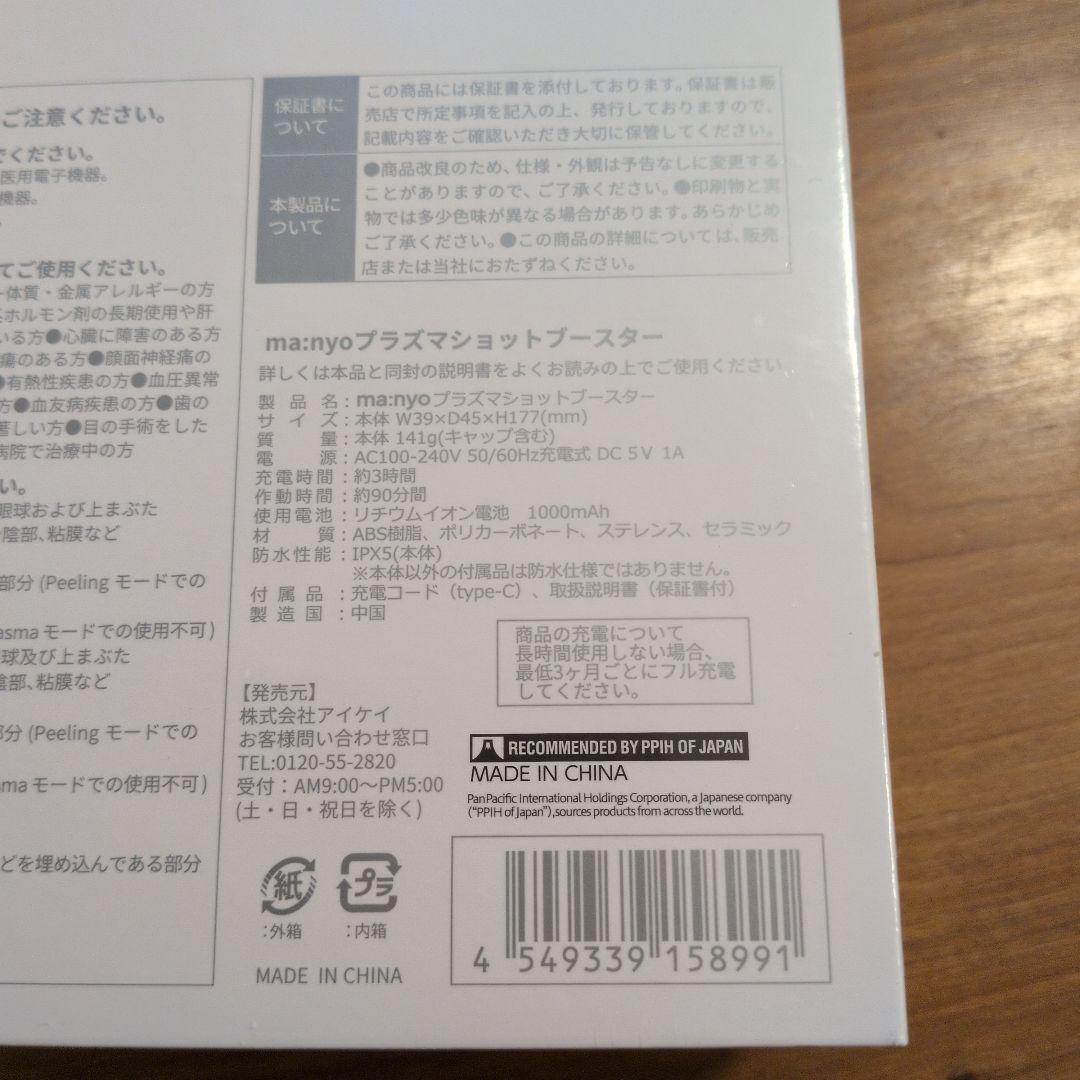 ご注意ください。
でください。
医用電子機器。
機器。
てご使用ください。
体質・金属アレルギーの方
ホルモン剤の長期使用や肝
いる方●心臓に障害のある方
瘍のある方●顔面神経痛の
●有熱性疾患の方●血圧異常
方●血友病疾患の方●歯の
著しい方●目の手術をした
病院で治療中の方
い。
眼球および上まぶた
陰部、粘膜など
部分 (Peeling モードでの
asma モードでの使用不可)
球及び上まぶた
陰部、粘膜など
部分 (Peeling モードでの
sma モードでの使用不可)
どを埋め込んである部分
保証書に
ついて
この商品には保証書を添付しております。保証書は販
売店で所定事項を記入の上、発行しておりますので、
記載内容をご確認いただき大切に保管してください。
本製品に
ついて
●商品改良のため、仕様・外観は予告なしに変更する
ことがありますので、ご了承ください。●印刷物と実
物では多少色味が異なる場合があります。あらかじめ
ご了承ください。●この商品の詳細については、販売
店または当社におたずねください。
ma:nyoプラズマショットブースター
詳しくは本品と同封の説明書をよくお読みの上でご使用ください。
製品名：ma:nyoプラズマショットブースター
サイズ：本体 W39×D45×H177(mm)
質量：本体 141g(キャップ含む)
電源：AC100-240V 50/60Hz充電式 DC 5V 1A
充電時間：約3時間
作動時間：約90分間
使用電池：リチウムイオン電池 1000mAh
材質：ABS樹脂、ポリカーボネート、ステレンス、セラミック
防水性能：IPX5(本体)
※本体以外の付属品は防水仕様ではありません。
付属品：充電コード（type-C）、取扱説明書（保証書付）
製造国：中国
商品の充電について
長時間使用しない場合、
最低3ヶ月ごとにフル充電
してください。
【発売元】
株式会社アイケイ
お客様問い合わせ窓口
TEL:0120-55-2820
受付：AM9:00～PM5:00
(土・日・祝日を除く)
RECOMMENDED BY PPIH OF JAPAN
MADE IN CHINA
Pan Pacific International Holdings Corporation, a Japanese company
("PPIH of Japan"), sources products from across the world.
紙
プラ
:外箱
:内箱
MADE IN CHINA
4 549339 158991